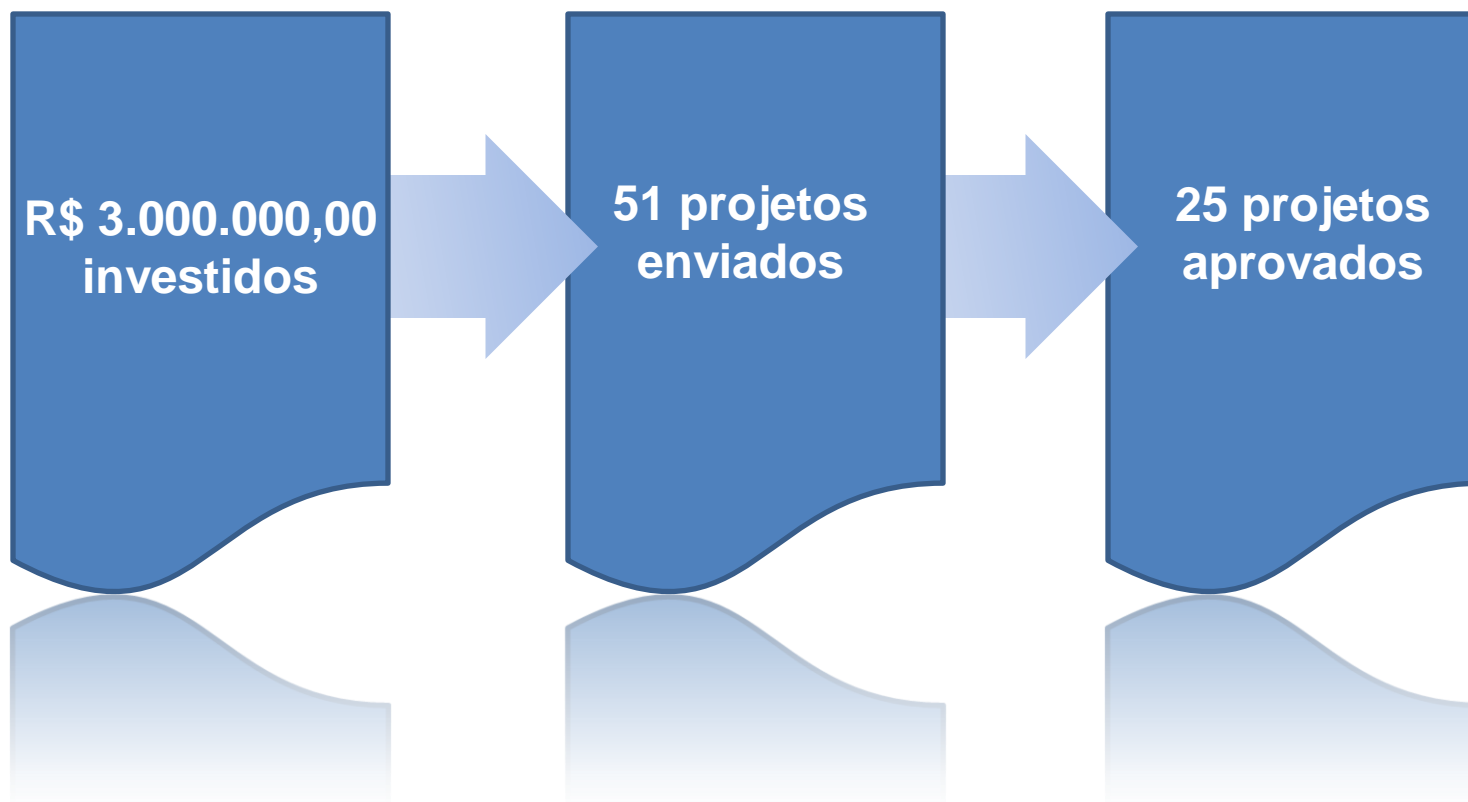 R$ 3.000.000,00
investidos
51 projetos
enviados
25 projetos
aprovados